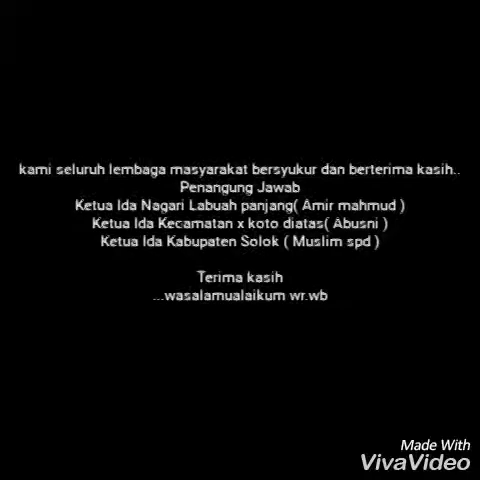 kami seluruh lembaga masyarakat bersyukur dan berterima kasih..
Penangung Jawab
Ketua Ida Nagari Labuah panjang( Amir mahmud )
Ketua Ida Kecamatan x koto diatas( Abusni )
Ketua Ida Kabupaten Solok ( Muslim spd )
Terima kasih
...wasalamualaikum wr.wb
Made With
VivaVideo